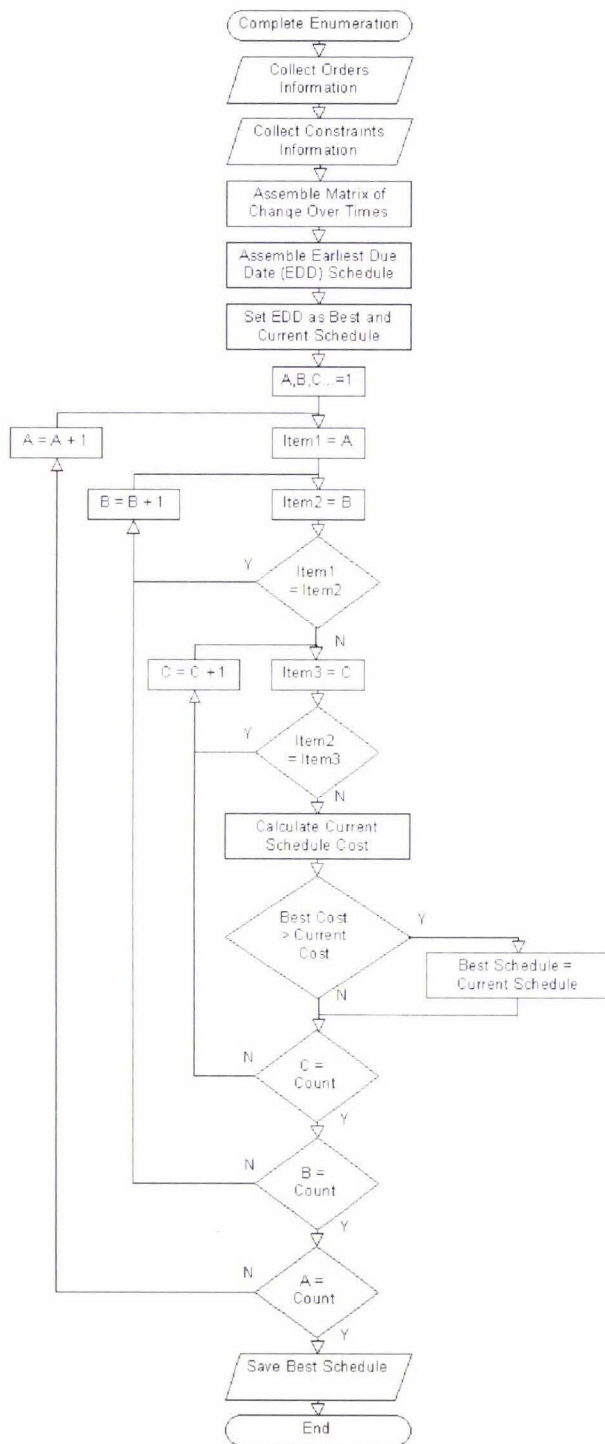 Complete Enumeration
Collect Orders
Information
Collect Constraints
Information
Assemble Matrix of
Change Over Times
Assemble Earliest Due
Date (EDD) Schedule
Set EDD as Best and
Current Schedule
A,B,C...=1
A = A + 1
Item1 = A
B = B + 1
Item2 = B
Y
Item1
= Item2
N
C = C + 1
Item3 = C
Y
Item2
= Item3
N
Calculate Current
Schedule Cost
Best Cost
> Current
Cost
Y
Best Schedule =
Current Schedule
N
N
C =
Count
Y
N
B =
Count
Y
N
A =
Count
Y
Save Best Schedule
End